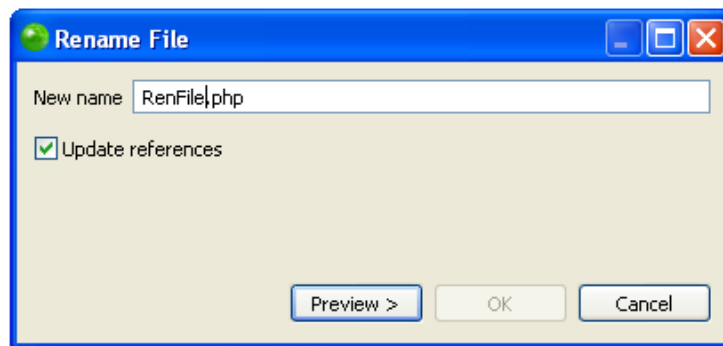 Rename File
New name RenFile.php
Update references
Preview > OK Cancel